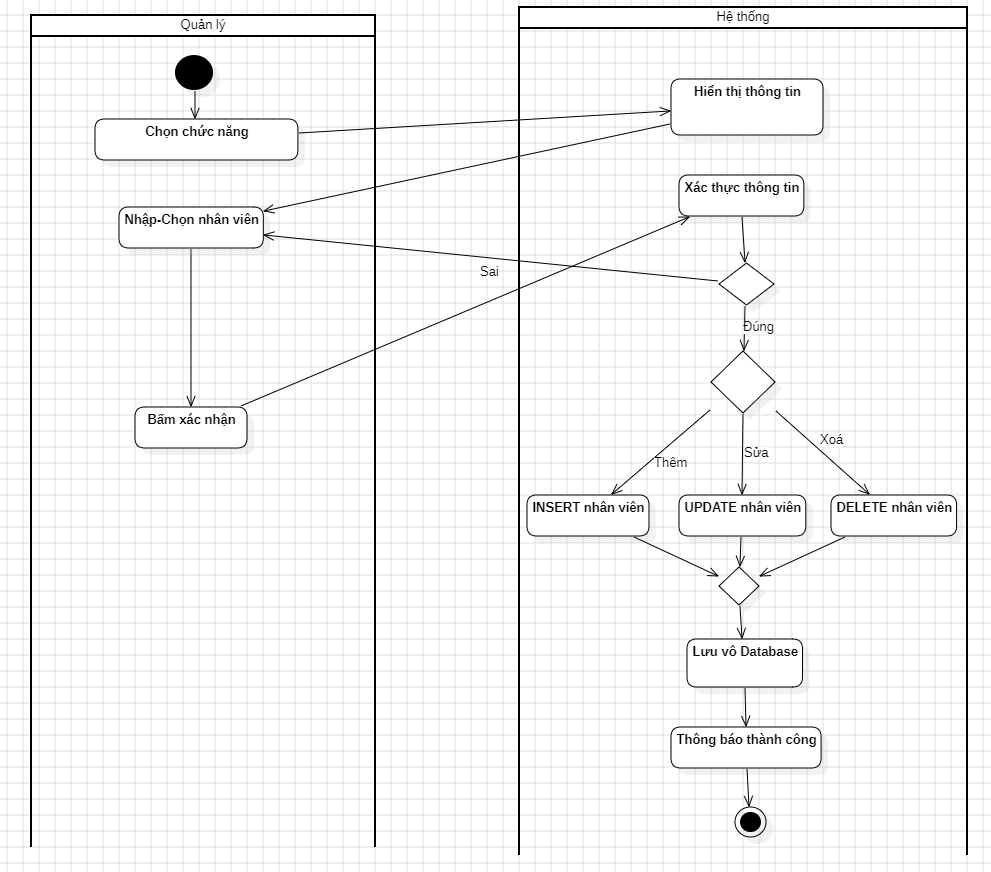 Quản lý
Hệ thống
Hiển thị thông tin
Chọn chức năng
Xác thực thông tin
Nhập-Chọn nhân viên
Sai
Đúng
Bấm xác nhận
Thêm
Sửa
Xoá
INSERT nhân viên
UPDATE nhân viên
DELETE nhân viên
Lưu vô Database
Thông báo thành công